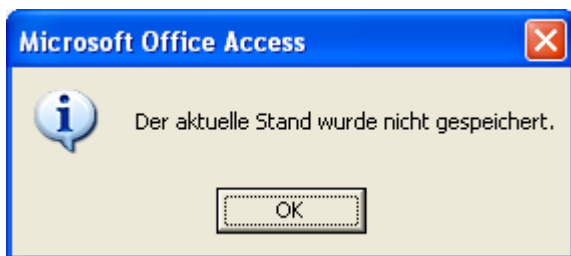 Microsoft Office Access
Der aktuelle Stand wurde nicht gespeichert.
OK